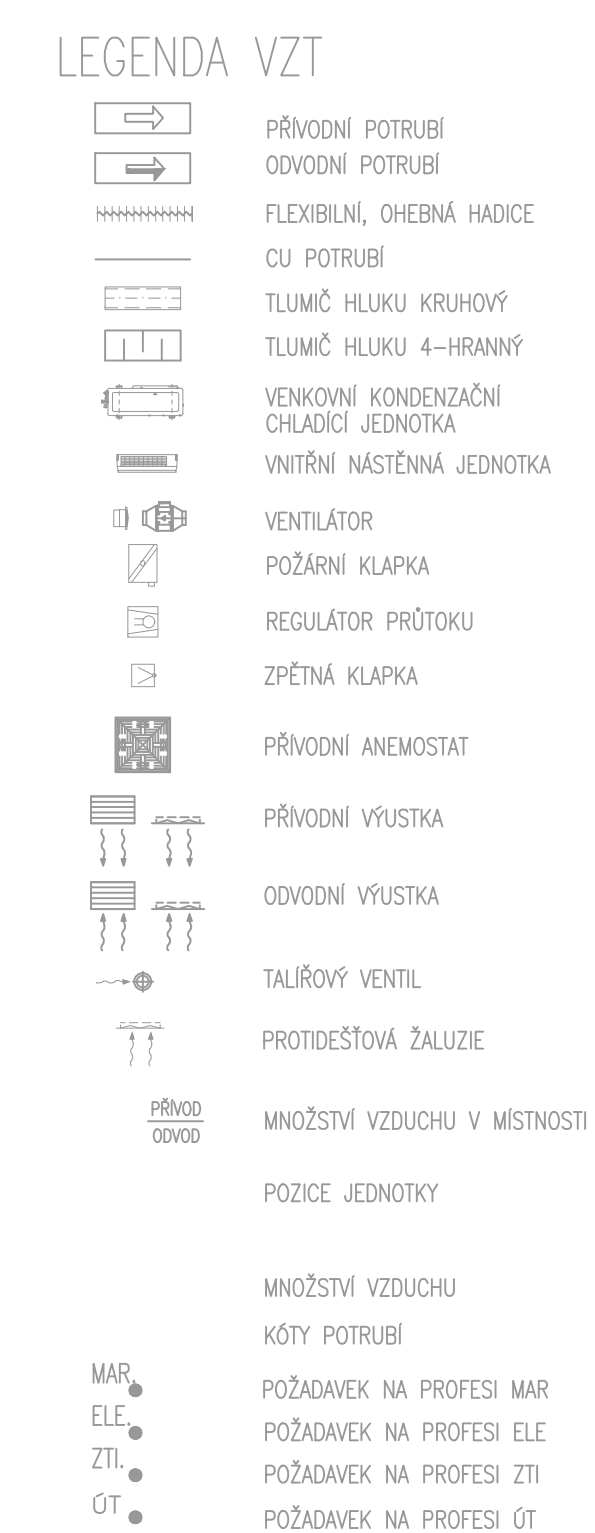 LEGENDA VZT
PŘÍVODNÍ POTRUBÍ
ODVODNÍ POTRUBÍ
FLEXIBILNÍ, OHEBNÁ HADICE
CU POTRUBÍ
TLUMIČ HLUKU KRUHOVÝ
TLUMIČ HLUKU 4-HRANNÝ
VENKOVNÍ KONDENZAČNÍ
CHLADÍCÍ JEDNOTKA
VNITŘNÍ NÁSTĚNNÁ JEDNOTKA
VENTILÁTOR
POŽÁRNÍ KLAPKA
REGULÁTOR PRŮTOKU
ZPĚTNÁ KLAPKA
PŘÍVODNÍ ANEMOSTAT
PŘÍVODNÍ VÝUSTKA
ODVODNÍ VÝUSTKA
TALÍŘOVÝ VENTIL
PROTIDEŠŤOVÁ ŽALUZIE
PŘÍVOD
ODVOD
MNOŽSTVÍ VZDUCHU V MÍSTNOSTI
POZICE JEDNOTKY
MNOŽSTVÍ VZDUCHU
KÓTY POTRUBÍ
MAR. POŽADAVEK NA PROFESI MAR
ELE. POŽADAVEK NA PROFESI ELE
ZTI. POŽADAVEK NA PROFESI ZTI
ÚT POŽADAVEK NA PROFESI ÚT